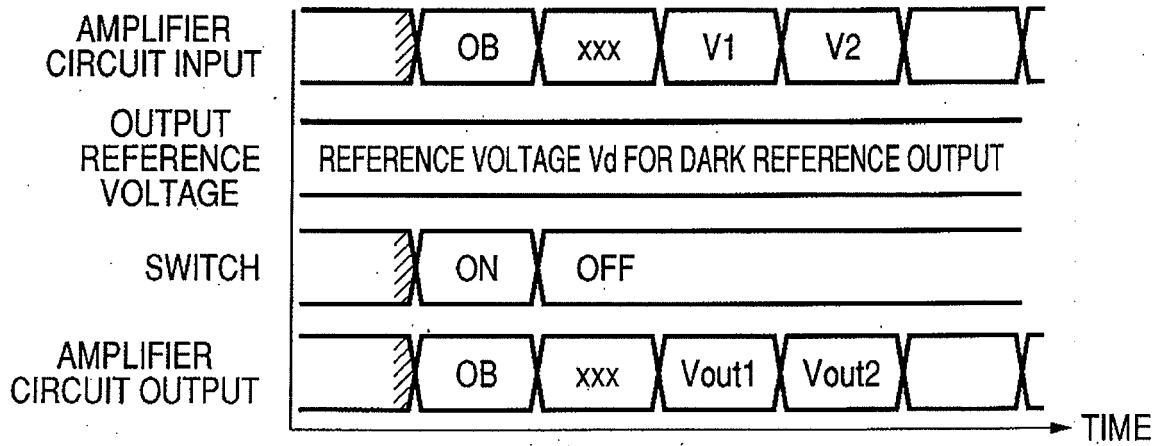 AMPLIFIER
CIRCUIT INPUT
OB
xxx
V1
V2
OUTPUT
REFERENCE
VOLTAGE
REFERENCE VOLTAGE Vd FOR DARK REFERENCE OUTPUT
SWITCH
ON
OFF
AMPLIFIER
CIRCUIT OUTPUT
OB
xxx
Vout1
Vout2
TIME